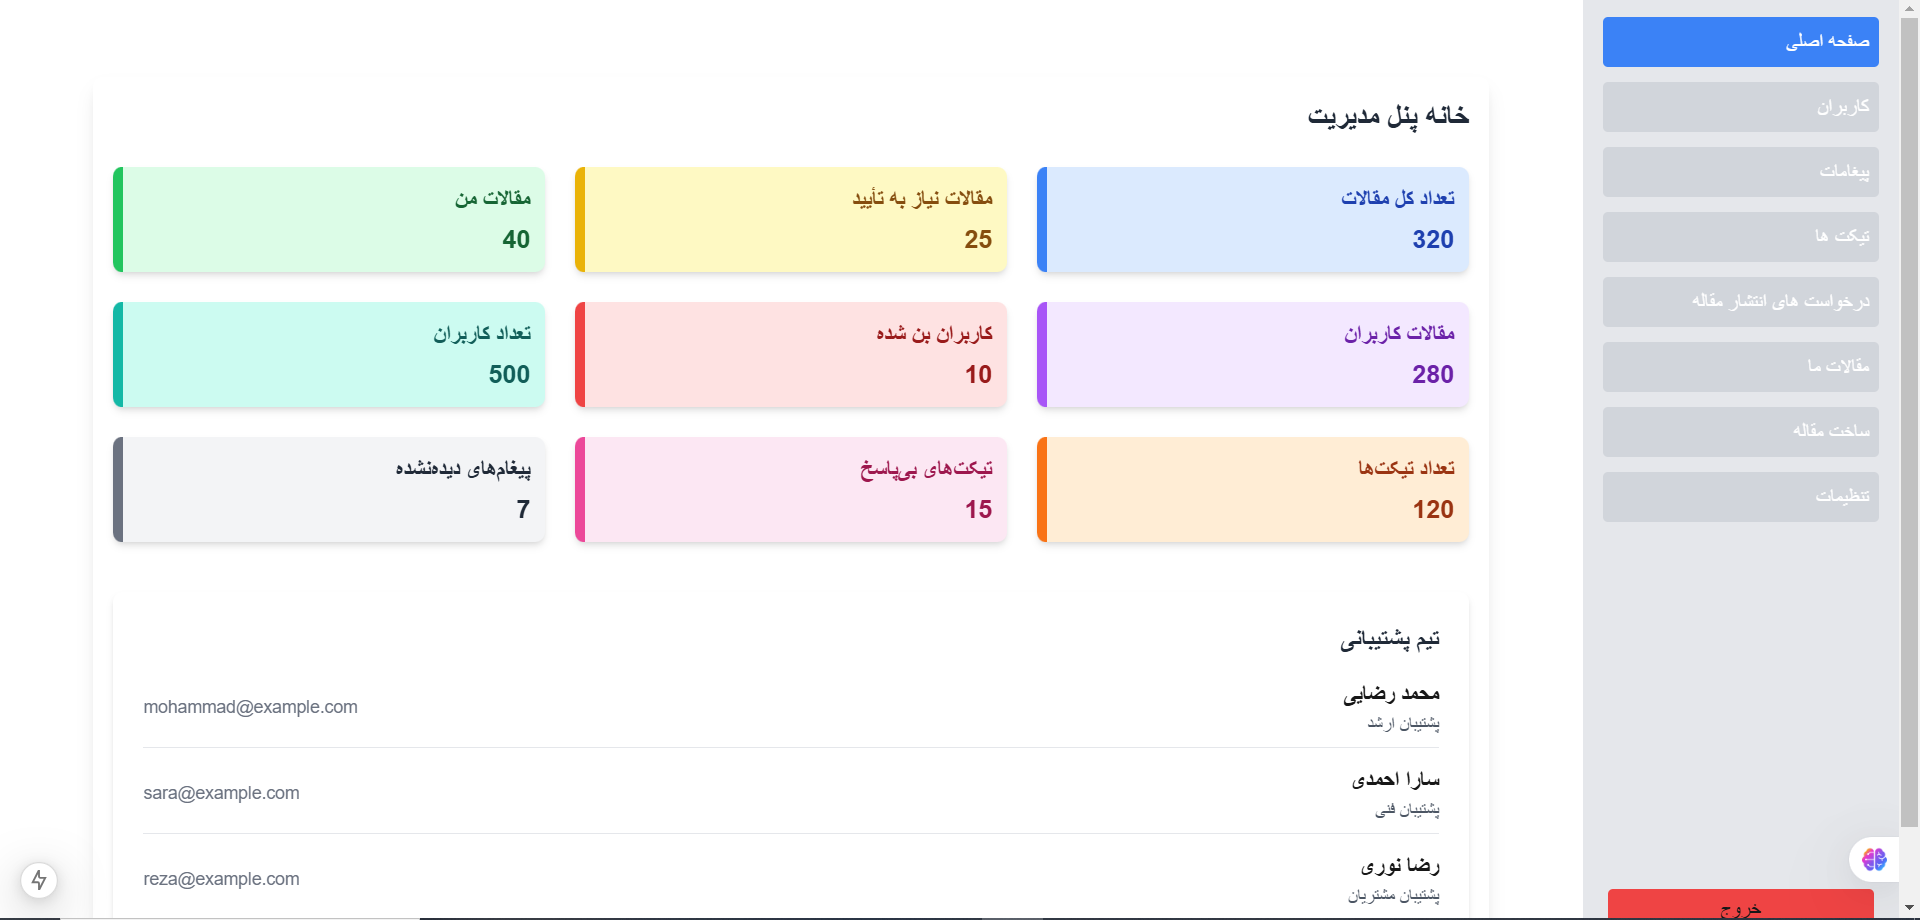 صفحه اصلی
کاربران
پیغامات
تیکت ها
درخواست های انتشار مقاله
مقالات ما
ساخت مقاله
تنظیمات
خروج
خانه پنل مدیریت
تعداد کل مقالات
320
مقالات نیاز به تأیید
25
مقالات من
40
مقالات کاربران
280
کاربران بن شده
10
تعداد کاربران
500
تعداد تیکت‌ها
120
تیکت‌های بی‌پاسخ
15
پیغام‌های دیده‌نشده
7
تیم پشتیبانی
محمد رضایی
پشتیبان ارشد
mohammad@example.com
سارا احمدی
پشتیبان فنی
sara@example.com
رضا نوری
پشتیبان مشتریان
reza@example.com